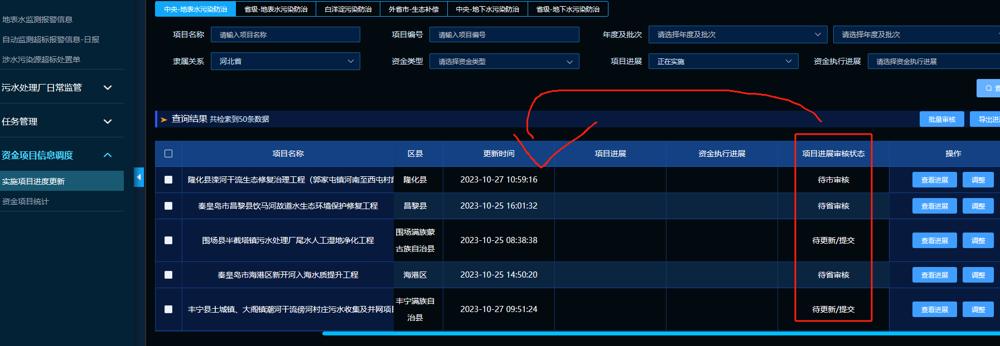 中央-地表水污染防治 省级-地表水污染防治 白洋淀污染防治 外省市-生态补偿 中央-地下水污染防治 省级-地下水污染防治
地表水监测报警信息
自动监测超标报警信息-日报
涉水污染源超标处置单
污水处理厂日常监管
任务管理
资金项目信息调度
实施项目进度更新
资金项目统计
项目名称 请输入项目名称 项目编号 请输入项目编号 年度及批次 请选择年度及批次 请选择年度及批次
隶属关系 河北省 资金类型 请选择资金类型 项目进展 正在实施 资金执行进展 请选择资金执行进展
查询结果 共检索到50条数据 批量审核 导出进
项目名称 区县 更新时间 项目进展 资金执行进展 项目进展审核状态 操作
隆化县滦河干流生态修复治理工程（郭家屯镇河南至西屯村 隆化县 2023-10-27 10:59:16 待市审核 查看进展 调整
秦皇岛市昌黎县饮马河故道水生态环境保护修复工程 昌黎县 2023-10-25 16:01:32 待省审核 查看进展 调整
围场县半截塔镇污水处理厂尾水人工湿地净化工程 围场满族蒙 2023-10-25 08:38:38 待更新/提交 查看进展 调整
古族自治县
秦皇岛市海港区新开河入海水质提升工程 海港区 2023-10-25 14:50:20 待省审核 查看进展 调整
丰宁县土城镇、大阁镇潮河干流傍河村庄污水收集及并网项 丰宁满族自 2023-10-27 09:51:24 待更新/提交 查看进展 调整
治县